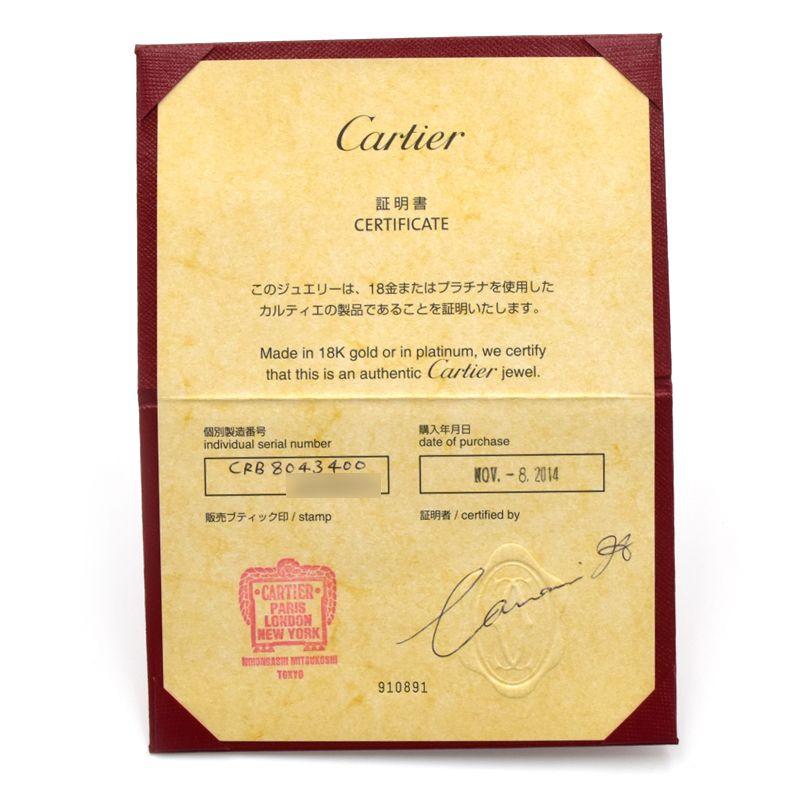 Cartier
証明書
CERTIFICATE
このジュエリーは、18金またはプラチナを使用した
カルティエの製品であることを証明いたします。
Made in 18K gold or in platinum, we certify
that this is an authentic Cartier jewel.
個別製造番号
individual serial number
CRB8043400
購入年月日
date of purchase
NOV. - 8. 2014
販売ブティック印 / stamp
証明者 / certified by
CARTIER
PARIS
LONDON
NEW YORK
NIHONBASHI MITSUKOSHI
TOKYO
910891